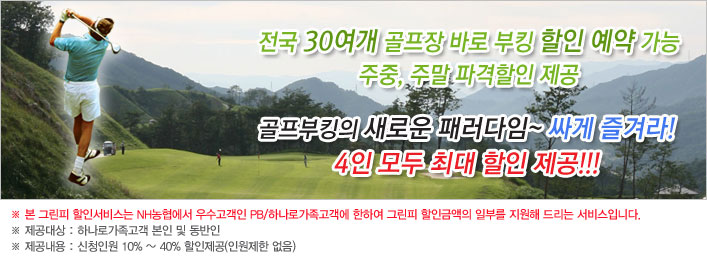 전국 30여개 골프장 바로 부킹 할인 예약 가능
주중, 주말 파격할인 제공
골프부킹의 새로운 패러다임~ 싸게 즐겨라!
4인 모두 최대 할인 제공!!!
※ 본 그린피 할인서비스는 NH농협에서 우수고객인 PB/하나로가족고객에 한하여 그린피 할인금액의 일부를 지원해 드리는 서비스입니다.
※ 제공대상 : 하나로가족고객 본인 및 동반인
※ 제공내용 : 신청인원 10% ~ 40% 할인제공(인원제한 없음)